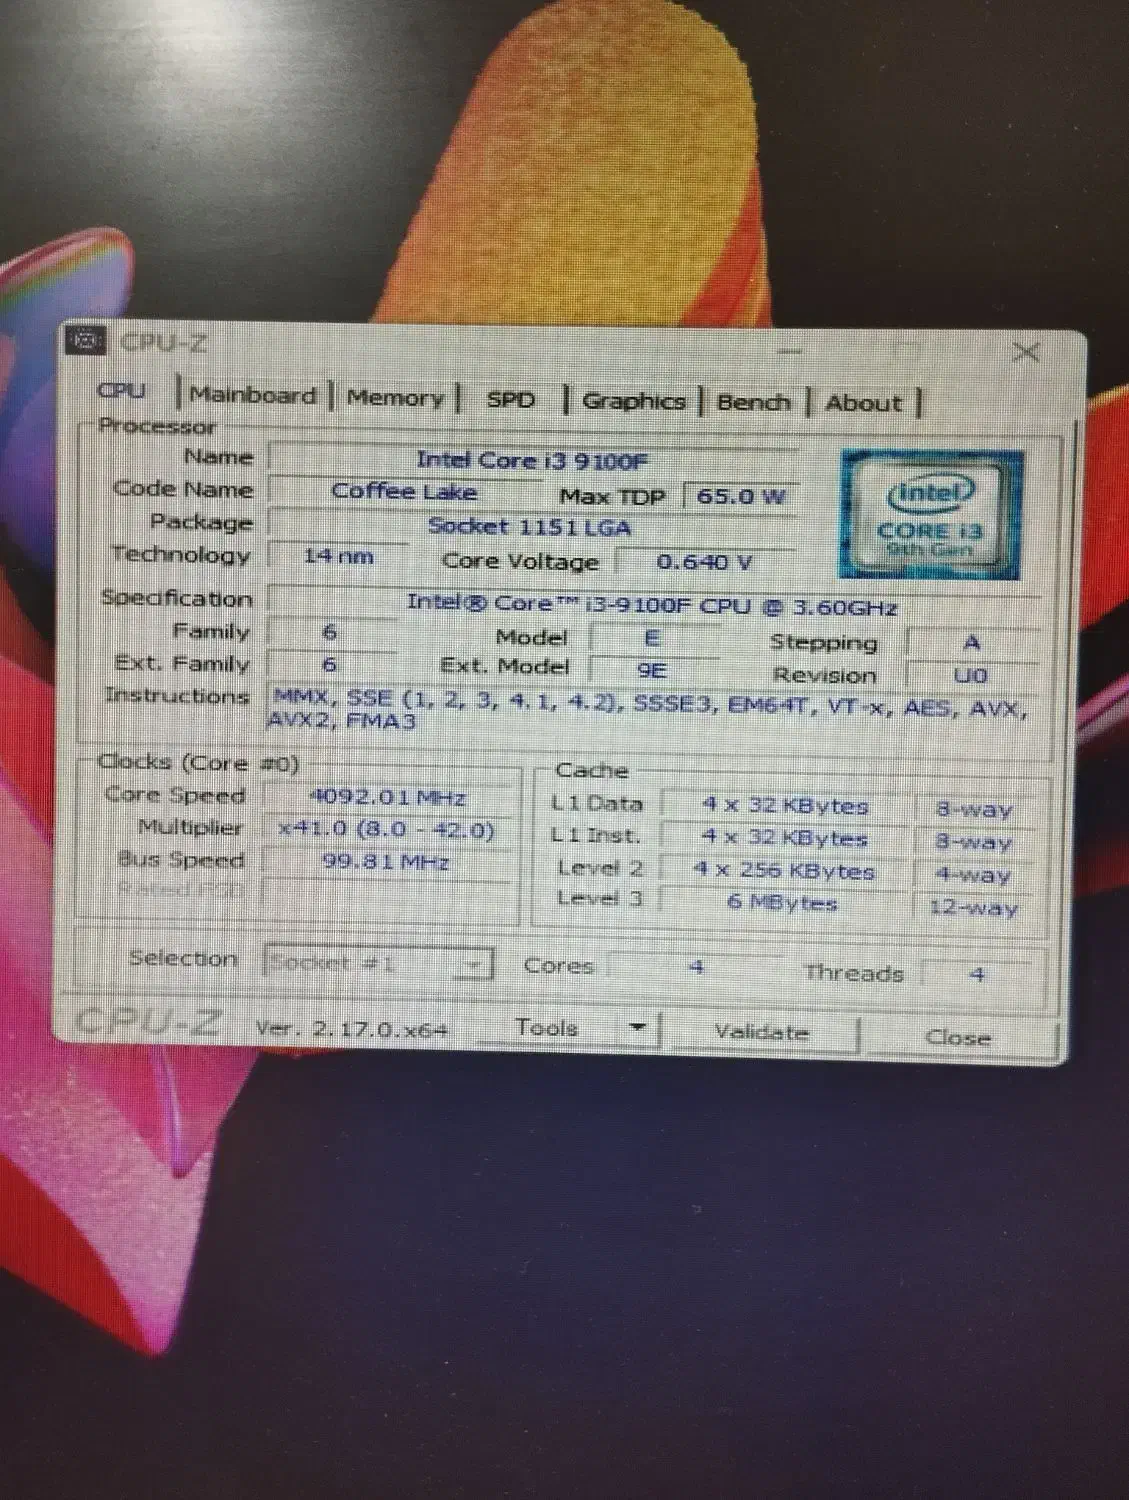 CPU-Z
CPU Mainboard Memory SPD Graphics Bench About
Processor
Name Intel Core i3 9100F
Code Name Coffee Lake Max TDP 65.0 W
Package Socket 1151 LGA
Technology 14 nm Core Voltage 0.640 V
intel
CORE i3
9th Gen
Specification Intel® Core™ i3-9100F CPU @ 3.60GHz
Family 6 Model E Stepping A
Ext. Family 6 Ext. Model 9E Revision U0
Instructions MMX, SSE (1, 2, 3, 4.1, 4.2), SSSE3, EM64T, VT-x, AES, AVX,
AVX2, FMA3
Clocks (Core #0)
Core Speed 4092.01 MHz
Multiplier x41.0 (8.0 - 42.0)
Bus Speed 99.81 MHz
Rated FSB
Cache
L1 Data 4 x 32 KBytes 8-way
L1 Inst. 4 x 32 KBytes 8-way
Level 2 4 x 256 KBytes 4-way
Level 3 6 MBytes 12-way
Selection Socket #1 Cores 4 Threads 4
CPU-Z Ver. 2.17.0.x64 Tools Validate Close